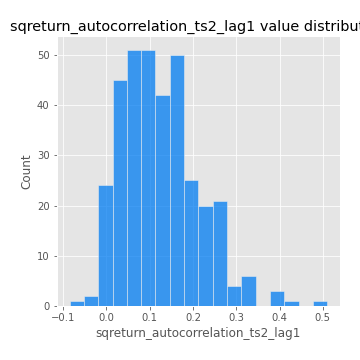 sqreturn_autocorrelation_ts2_lag1 value distribut
50
40
30
20
10
0
Count
−0.1 0.0 0.1 0.2 0.3 0.4 0.5
sqreturn_autocorrelation_ts2_lag1